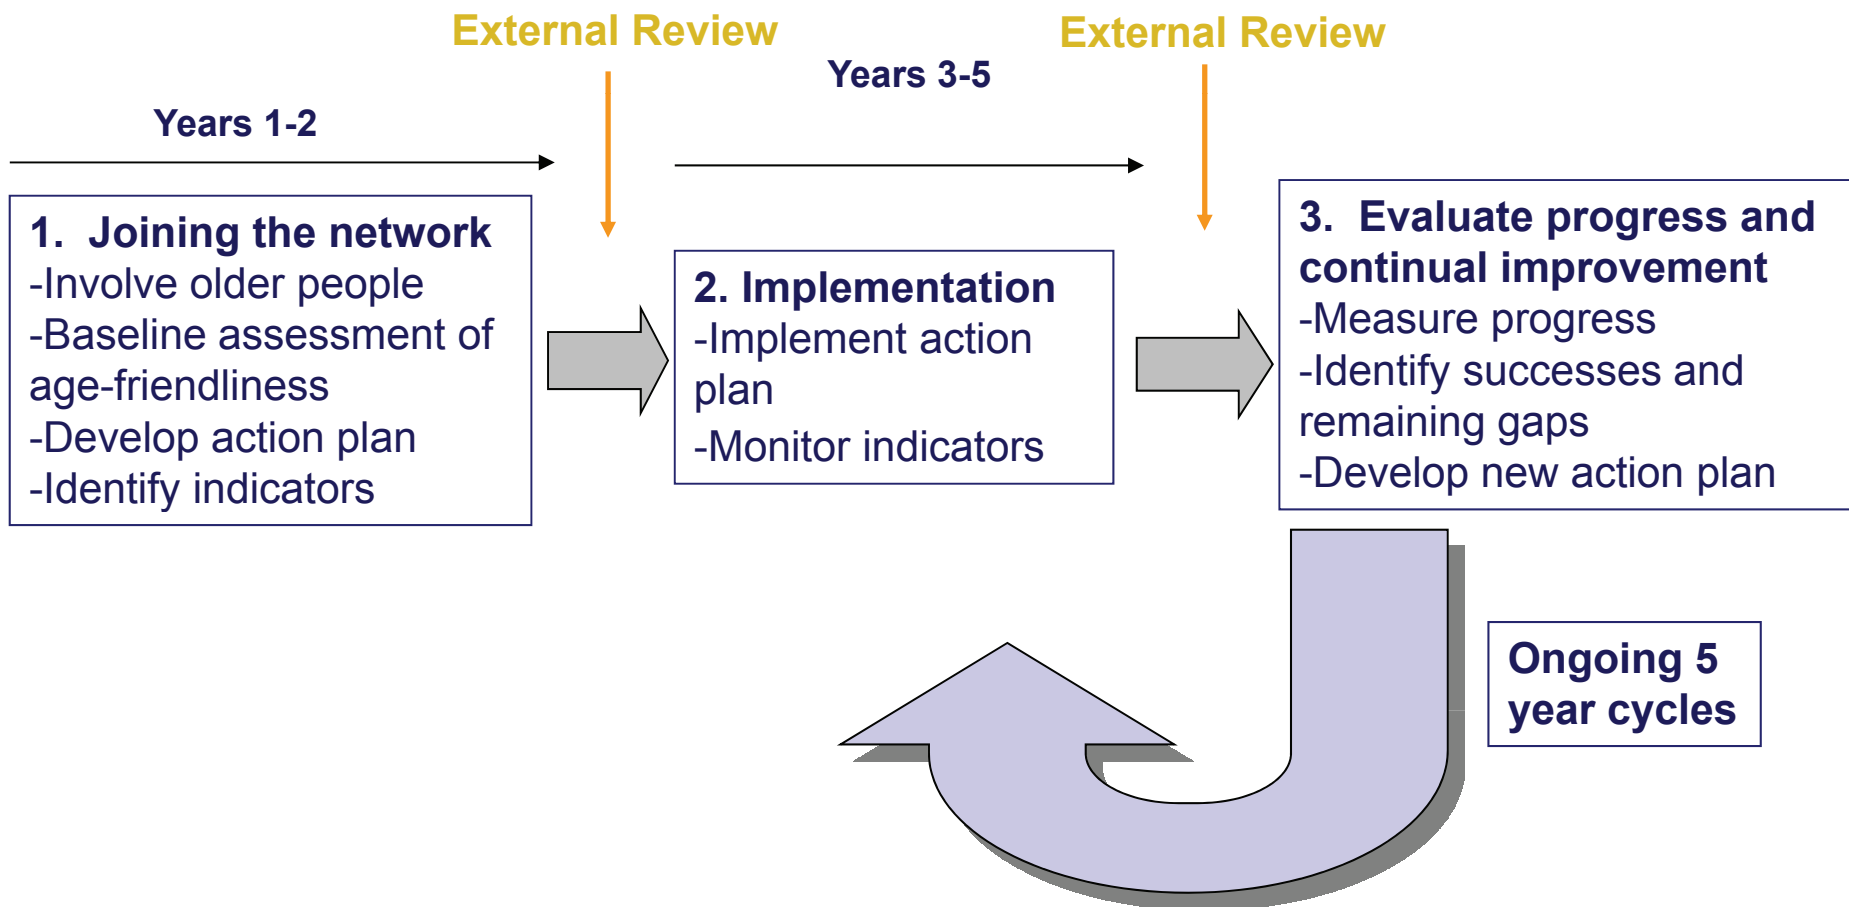 External Review
External Review
Years 3-5
Years 1-2
1. Joining the network
-Involve older people
-Baseline assessment of
age-friendliness
-Develop action plan
-Identify indicators
2. Implementation
-Implement action
plan
-Monitor indicators
3. Evaluate progress and
continual improvement
-Measure progress
-Identify successes and
remaining gaps
-Develop new action plan
Ongoing 5
year cycles